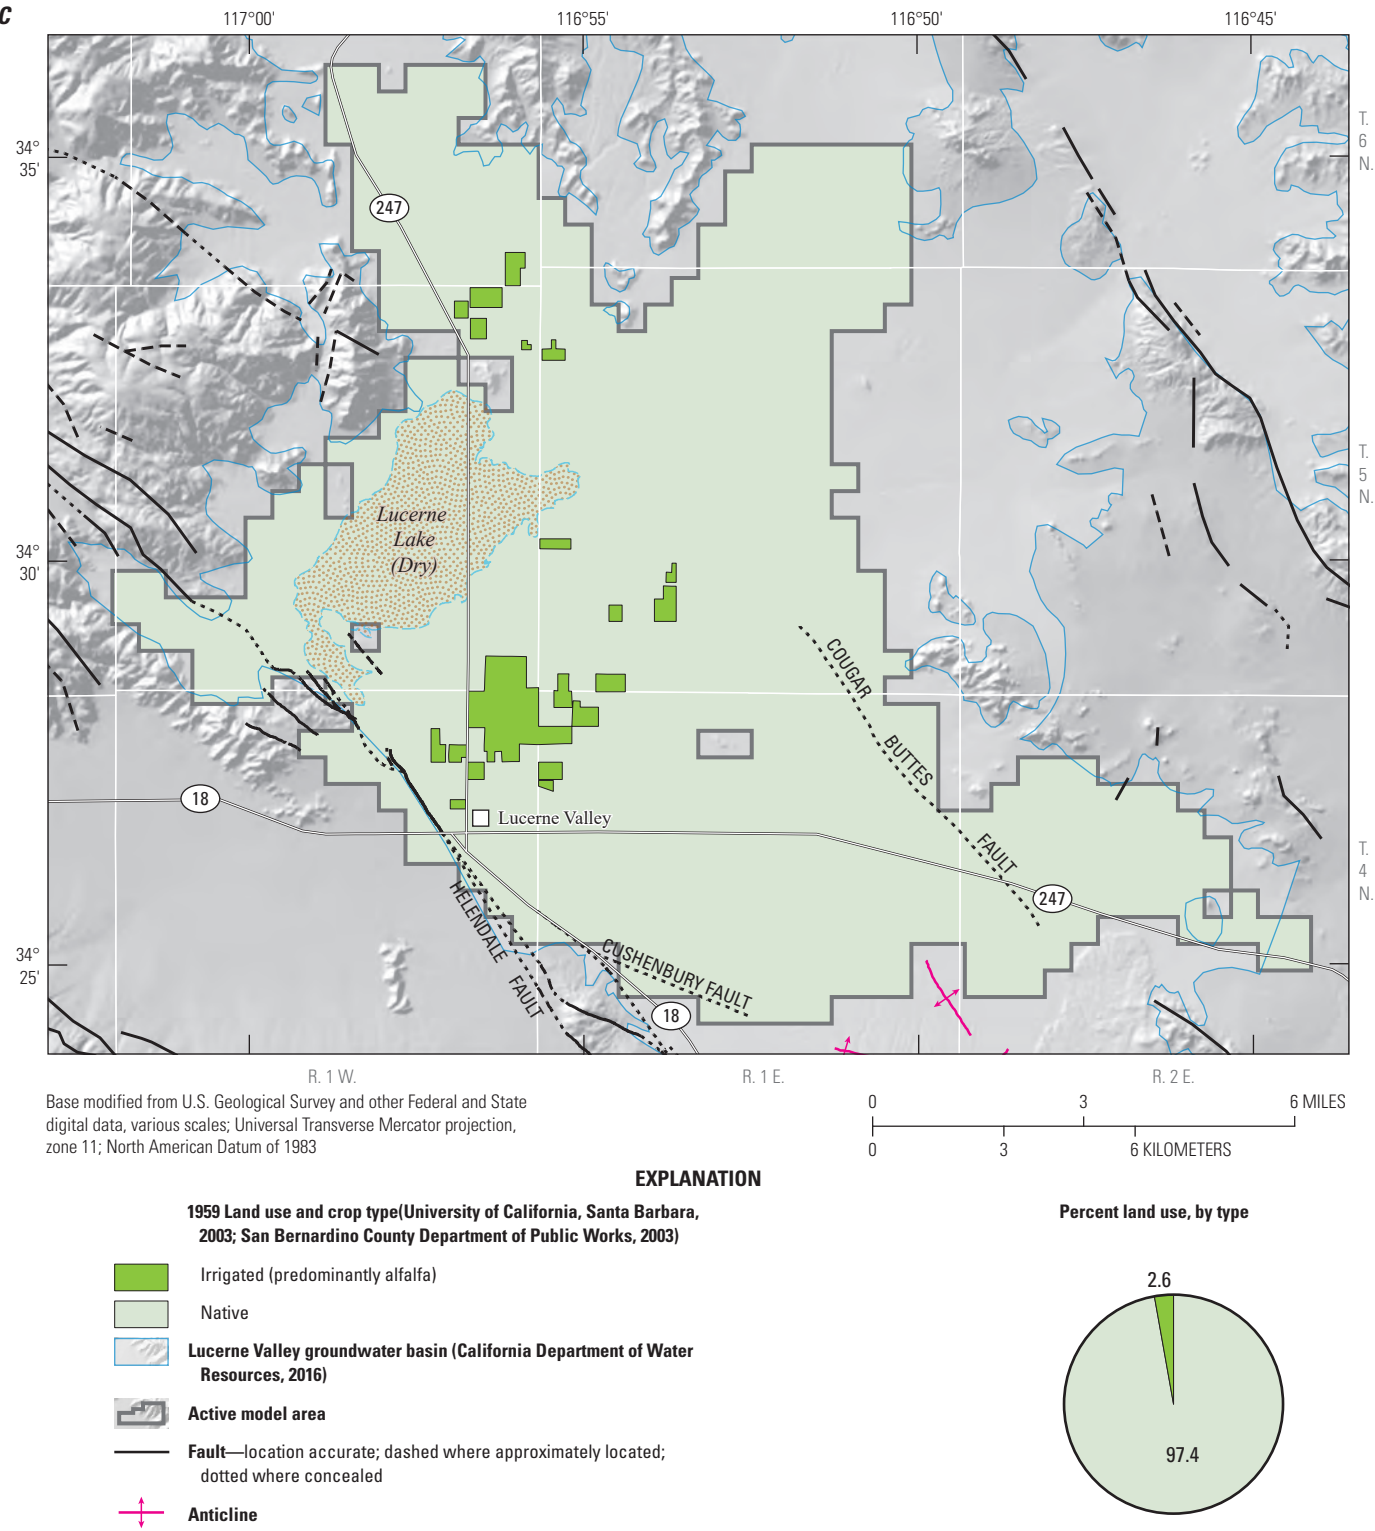 C
117°00'
116°55'
116°50'
116°45'
34°
35'
T.
6
N.
247
T.
5
N.
Lucerne
Lake
(Dry)
34°
30'
COUGAR
BUTTES
FAULT
18
Lucerne Valley
247
T.
4
N.
HELENDALE
FAULT
CUSHENBURY FAULT
34°
25'
18
R. 1 W.
R. 1 E.
R. 2 E.
Base modified from U.S. Geological Survey and other Federal and State
digital data, various scales; Universal Transverse Mercator projection,
zone 11; North American Datum of 1983
0
3
6 MILES
0
3
6 KILOMETERS
EXPLANATION
1959 Land use and crop type(University of California, Santa Barbara,
2003; San Bernardino County Department of Public Works, 2003)
Irrigated (predominantly alfalfa)
Native
Lucerne Valley groundwater basin (California Department of Water
Resources, 2016)
Active model area
Fault—location accurate; dashed where approximately located;
dotted where concealed
Anticline
Percent land use, by type
2.6
97.4